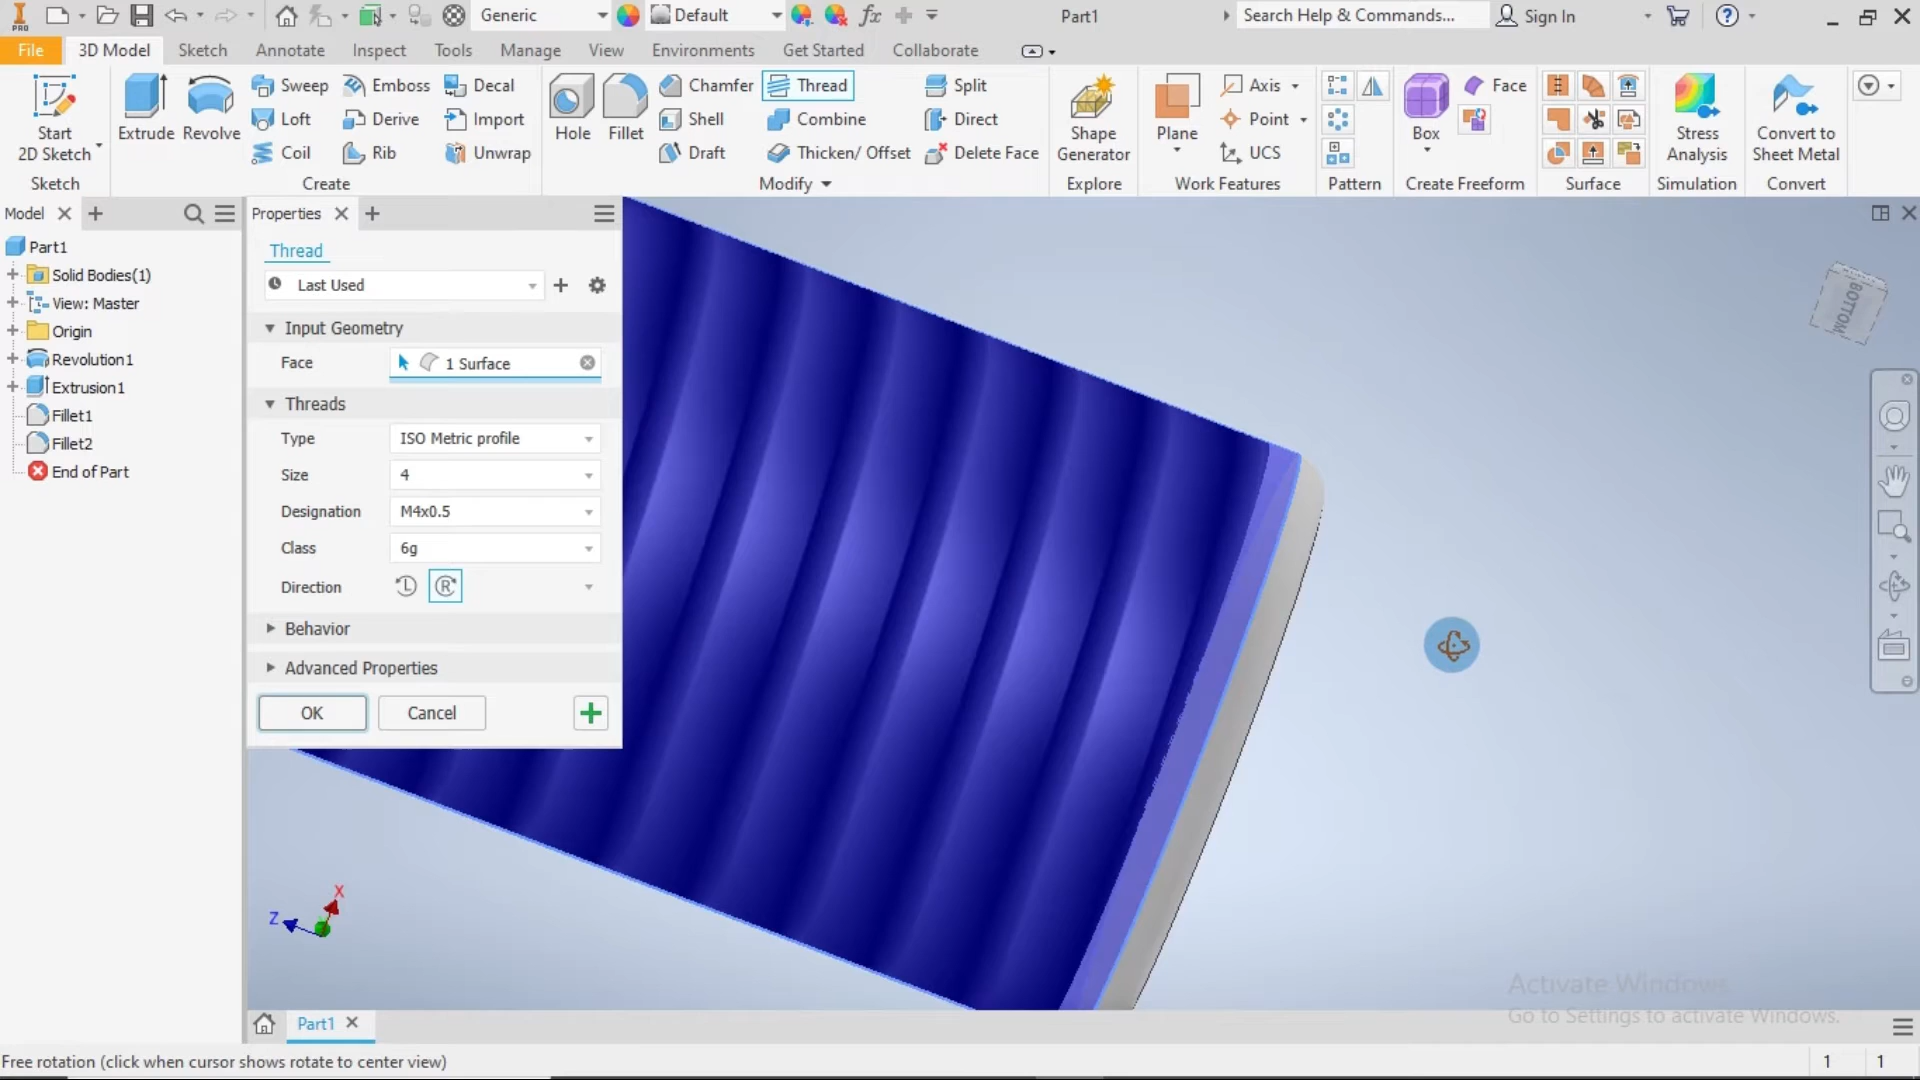 PRO
Generic
Default
fx
Part1
Search Help & Commands...
Sign In
File
3D Model
Sketch
Annotate
Inspect
Tools
Manage
View
Environments
Get Started
Collaborate
Start
2D Sketch
Sketch
Extrude
Revolve
Sweep
Emboss
Decal
Loft
Derive
Import
Coil
Rib
Unwrap
Create
Hole
Fillet
Chamfer
Thread
Split
Shell
Combine
Direct
Draft
Thicken/ Offset
Delete Face
Modify
Shape
Generator
Explore
Plane
Axis
Point
UCS
Work Features
Pattern
Box
Face
Create Freeform
Surface
Stress
Analysis
Simulation
Convert to
Sheet Metal
Convert
Model
Part1
Solid Bodies(1)
View: Master
Origin
Revolution1
Extrusion1
Fillet1
Fillet2
End of Part
Properties
Thread
Last Used
Input Geometry
Face 1 Surface
Threads
Type ISO Metric profile
Size 4
Designation M4x0.5
Class 6g
Direction L R
Behavior
Advanced Properties
OK Cancel
BOTTOM
X
Z
Activate Windows
Go to Settings to activate Windows.
Part1
Free rotation (click when cursor shows rotate to center view)
1 1